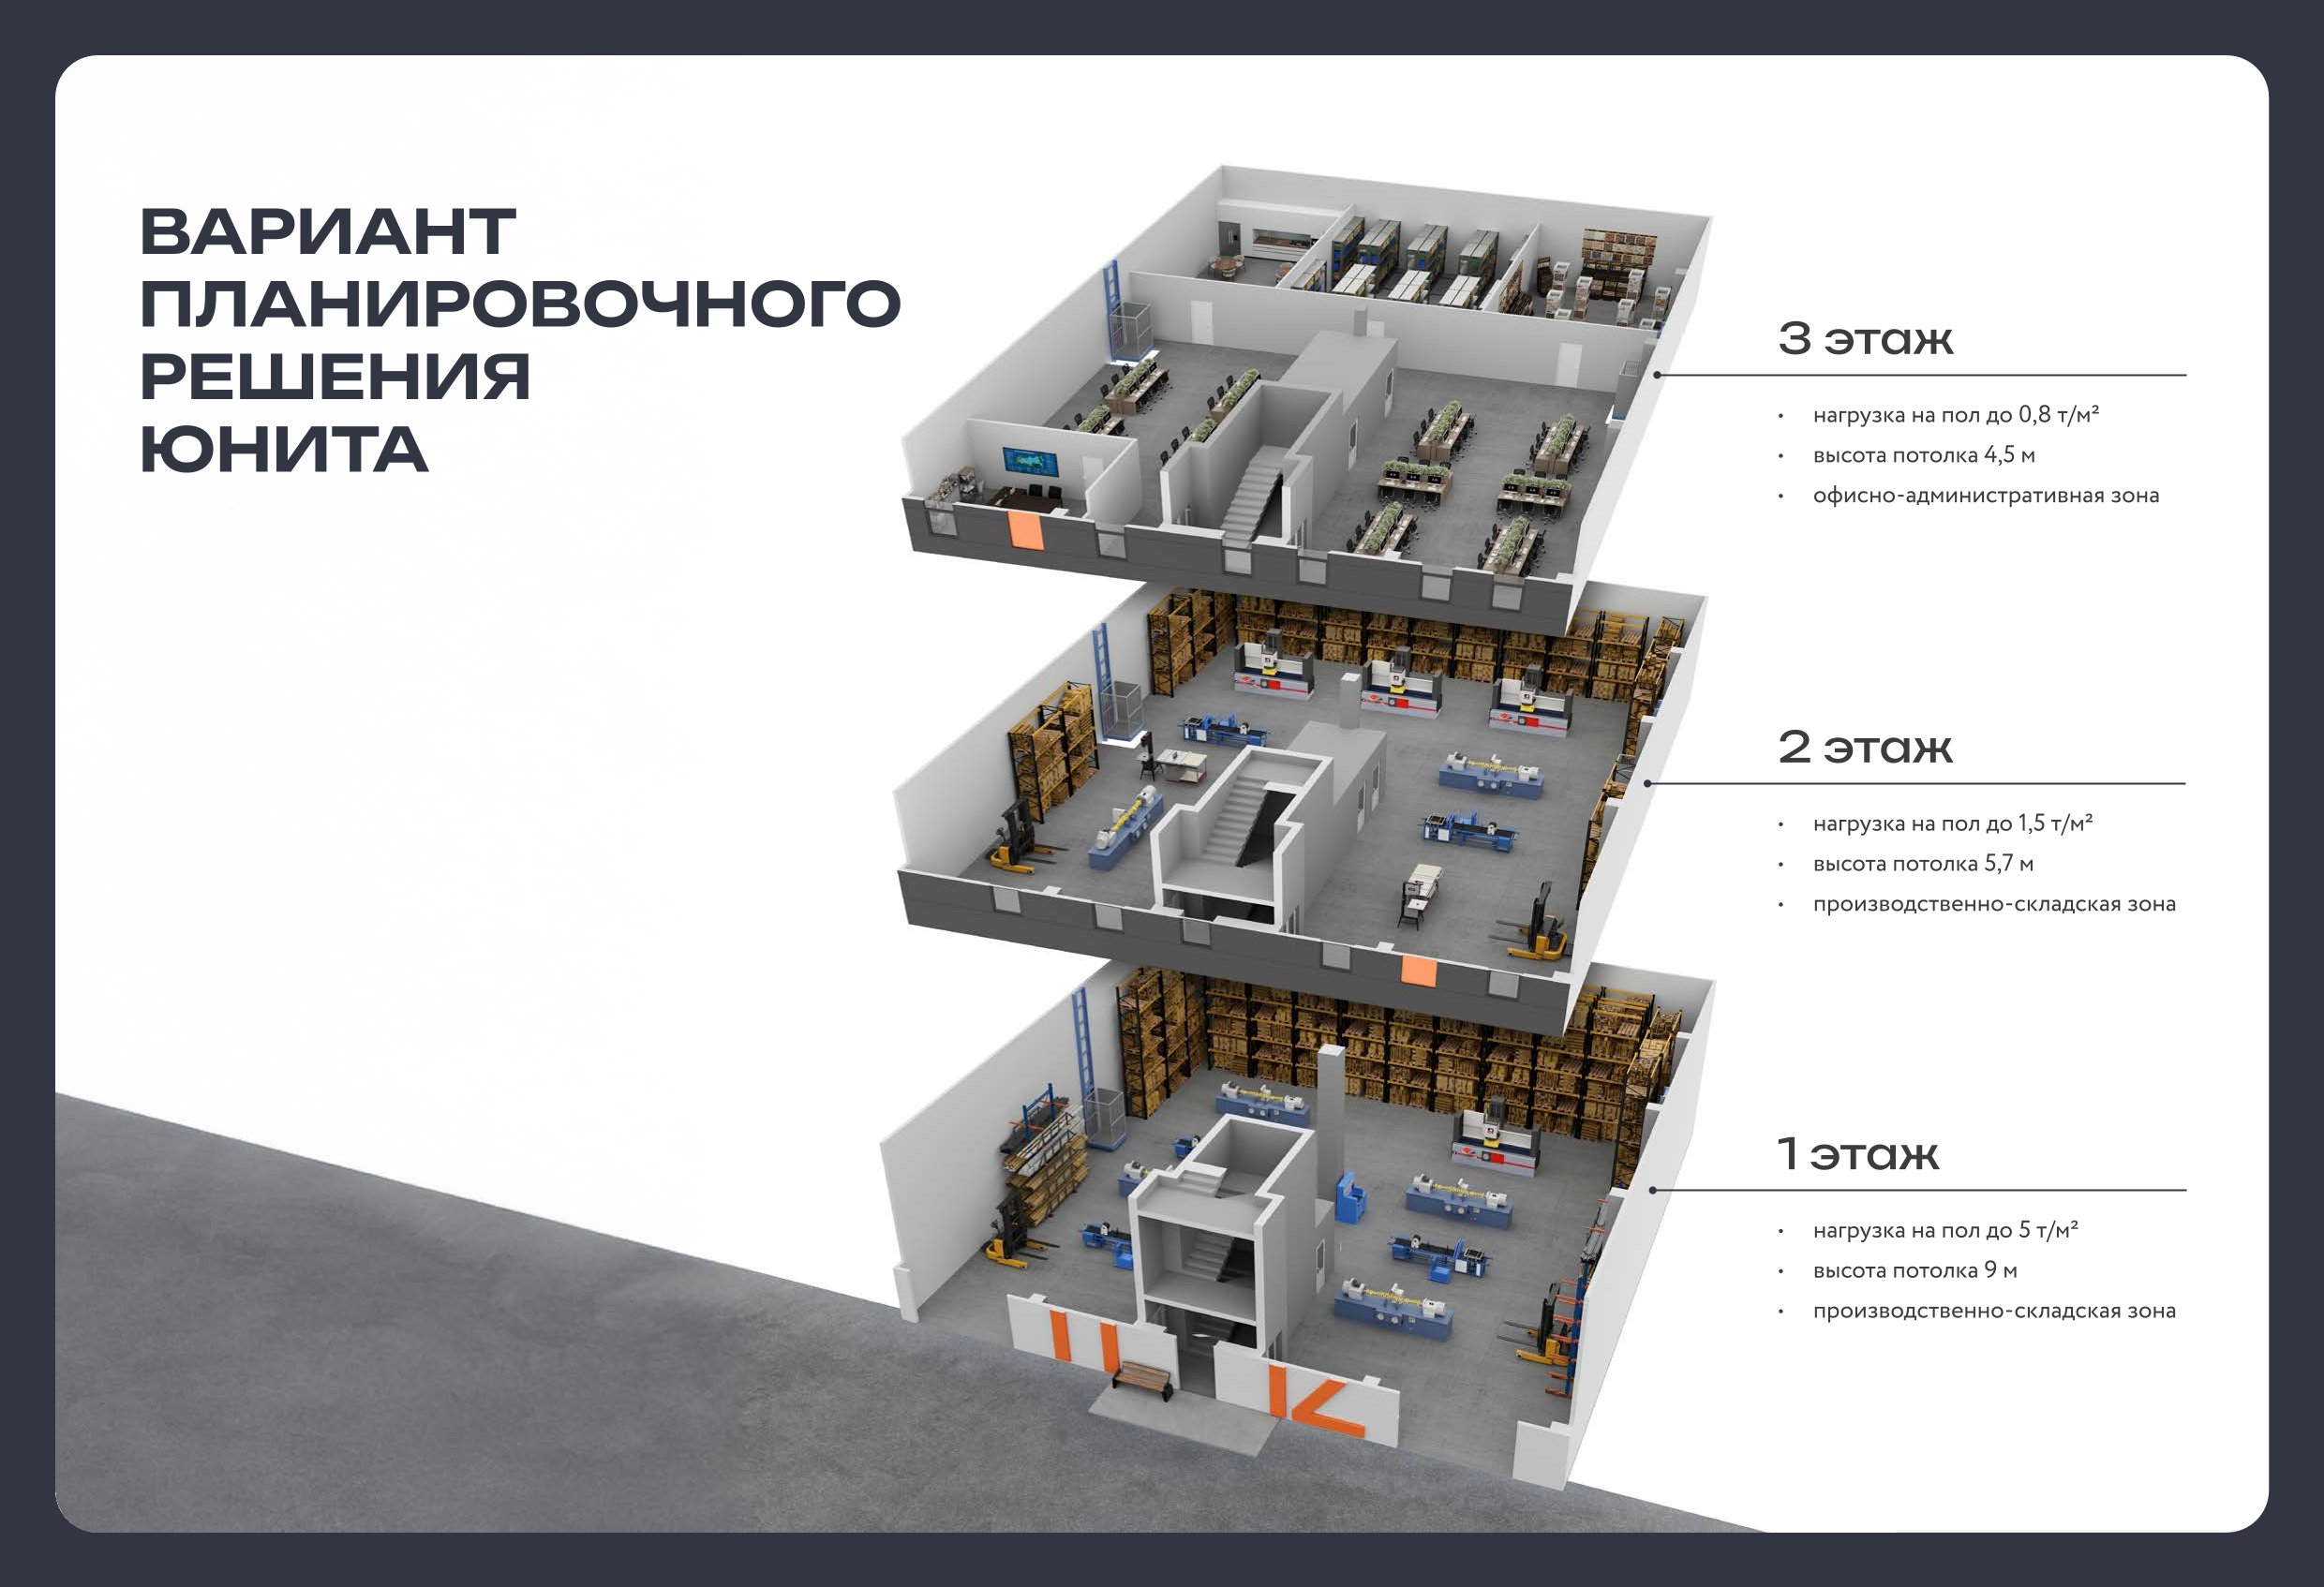 ВАРИАНТ
ПЛАНИРОВОЧНОГО
РЕШЕНИЯ
ЮНИТА
3 этаж
• нагрузка на пол до 0,8 т/м²
• высота потолка 4,5 м
• офисно-административная зона
2 этаж
• нагрузка на пол до 1,5 т/м²
• высота потолка 5,7 м
• производственно-складская зона
1 этаж
• нагрузка на пол до 5 т/м²
• высота потолка 9 м
• производственно-складская зона